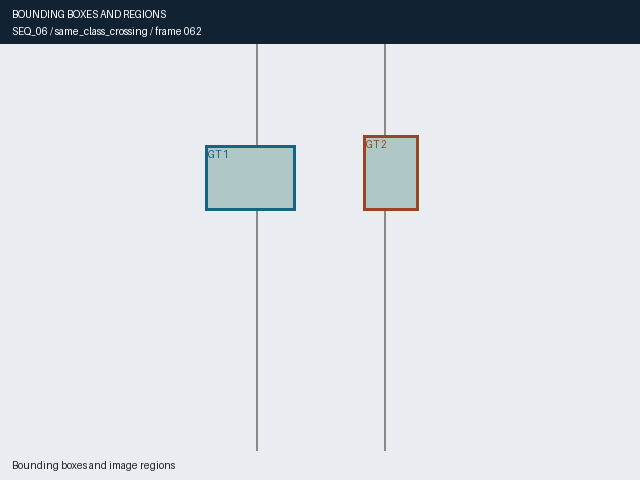 BOUNDING BOXES AND REGIONS
SEQ_06 / same_class_crossing / frame 062
GT1
GT2
Bounding boxes and image regions